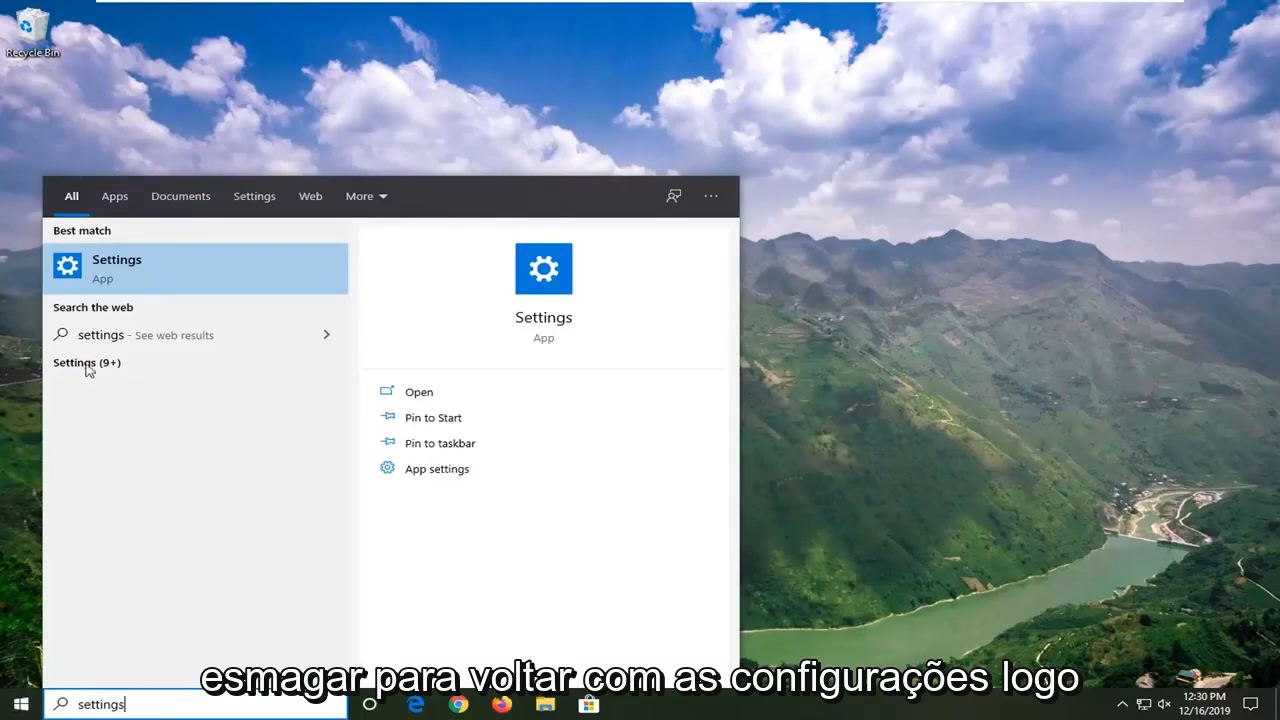 Recycle Bin
All Apps Documents Settings Web More
Best match
Settings
App
Search the web
settings - See web results
Settings (9+)
Settings
App
Open
Pin to Start
Pin to taskbar
App settings
esmagar para voltar com as configurações logo
settings
12:30 PM
12/16/2019